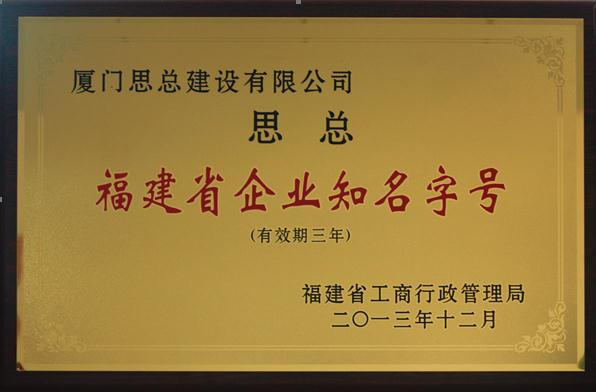 厦门思总建设有限公司
思 总
福建省企业知名字号
(有效期三年)
福建省工商行政管理局
二〇一三年十二月